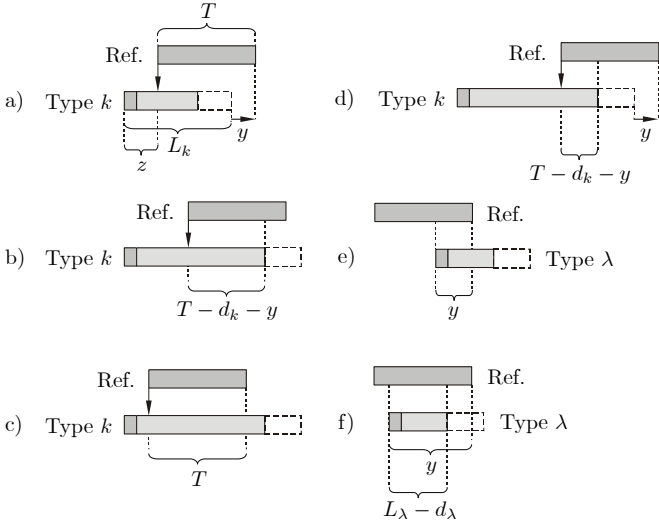 T
Ref.
a) Type k
y
L_k
z
Ref.
d) Type k
y
T − d_k − y
Ref.
b) Type k
T − d_k − y
Ref.
e) Type λ
y
Ref.
c) Type k
T
Ref.
f) Type λ
y
L_λ − d_λ